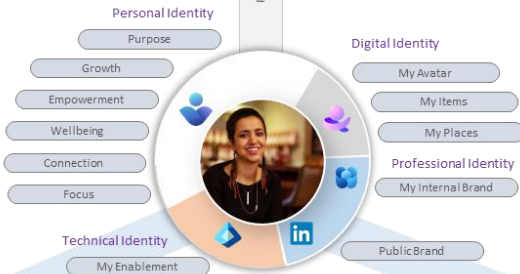 Personal Identity
Purpose
Growth
Empowerment
Wellbeing
Connection
Focus
Technical Identity
My Enablement
Digital Identity
My Avatar
My Items
My Places
Professional Identity
My Internal Brand
Public Brand
in